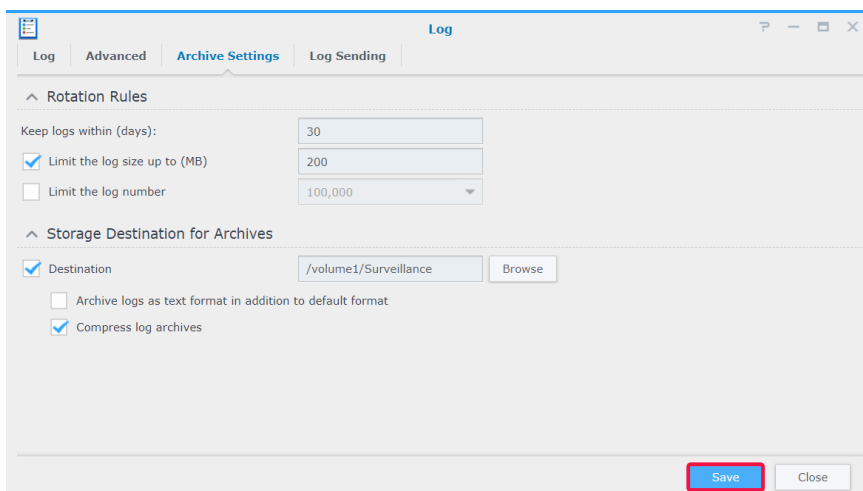 Log
Log Advanced Archive Settings Log Sending
Rotation Rules
Keep logs within (days): 30
Limit the log size up to (MB) 200
Limit the log number 100,000
Storage Destination for Archives
Destination /volume1/Surveillance Browse
Archive logs as text format in addition to default format
Compress log archives
Save Close